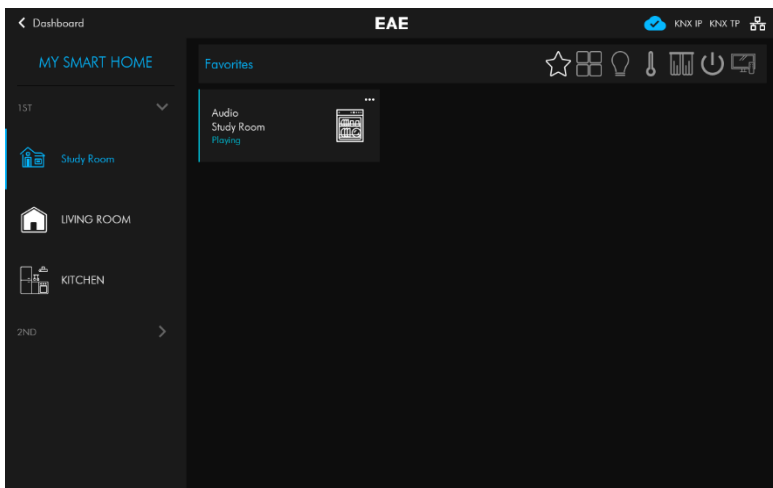 Dashboard
EAE
KNX IP KNX TP
MY SMART HOME
Favorites
1ST
Audio
Study Room
Playing
Study Room
LIVING ROOM
KITCHEN
2ND